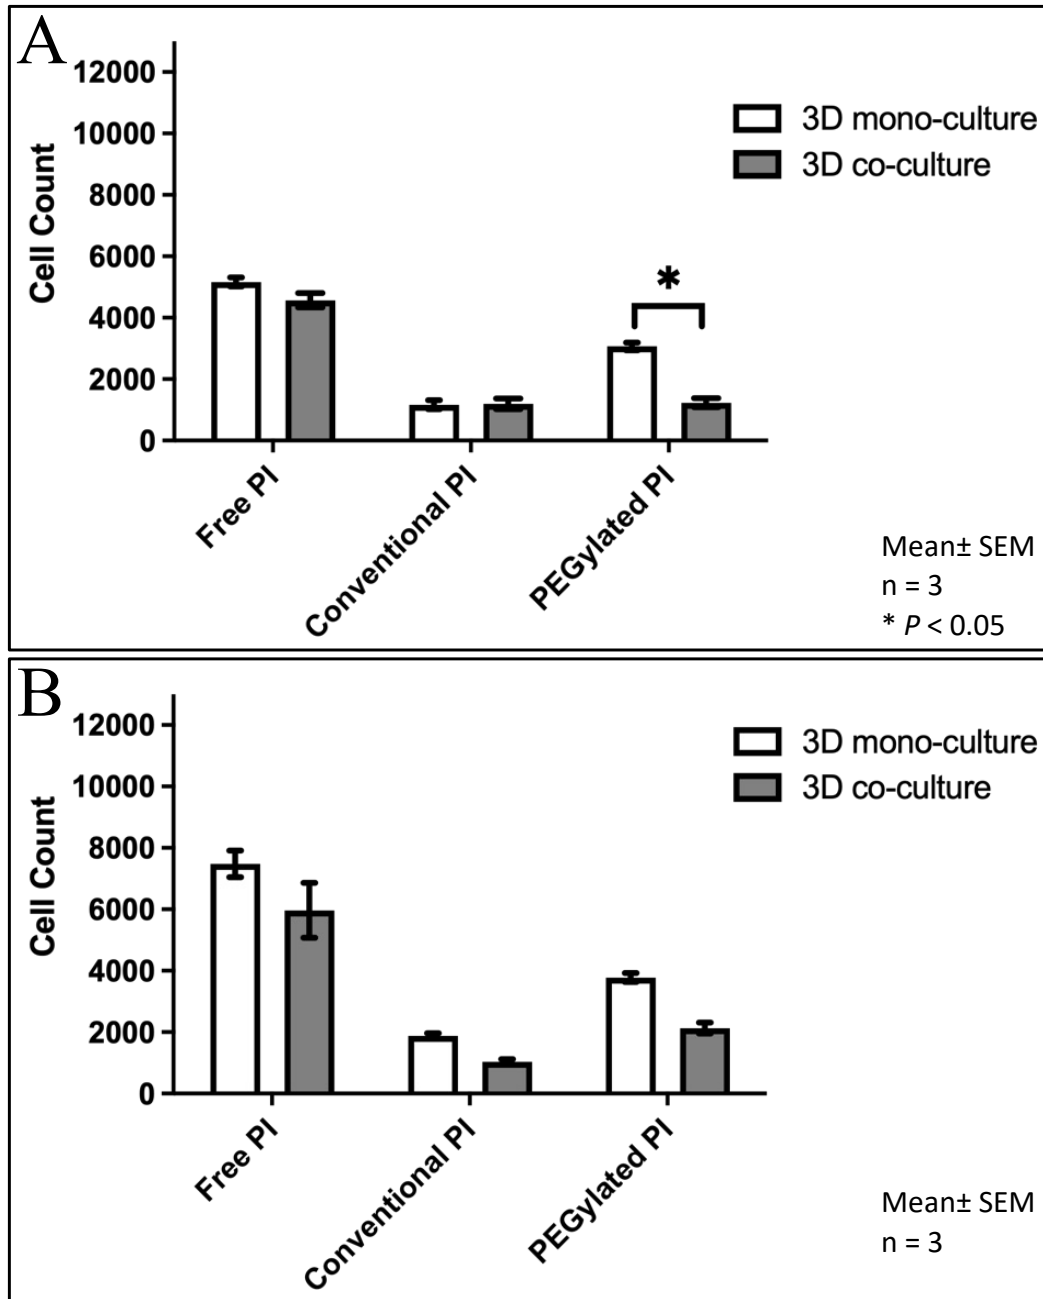 A
12000
10000
8000
6000
4000
2000
0
Cell Count
3D mono-culture
3D co-culture
*
Free PI
Conventional PI
PEGylated PI
Mean± SEM
n = 3
* P < 0.05
B
12000
10000
8000
6000
4000
2000
0
Cell Count
3D mono-culture
3D co-culture
Free PI
Conventional PI
PEGylated PI
Mean± SEM
n = 3